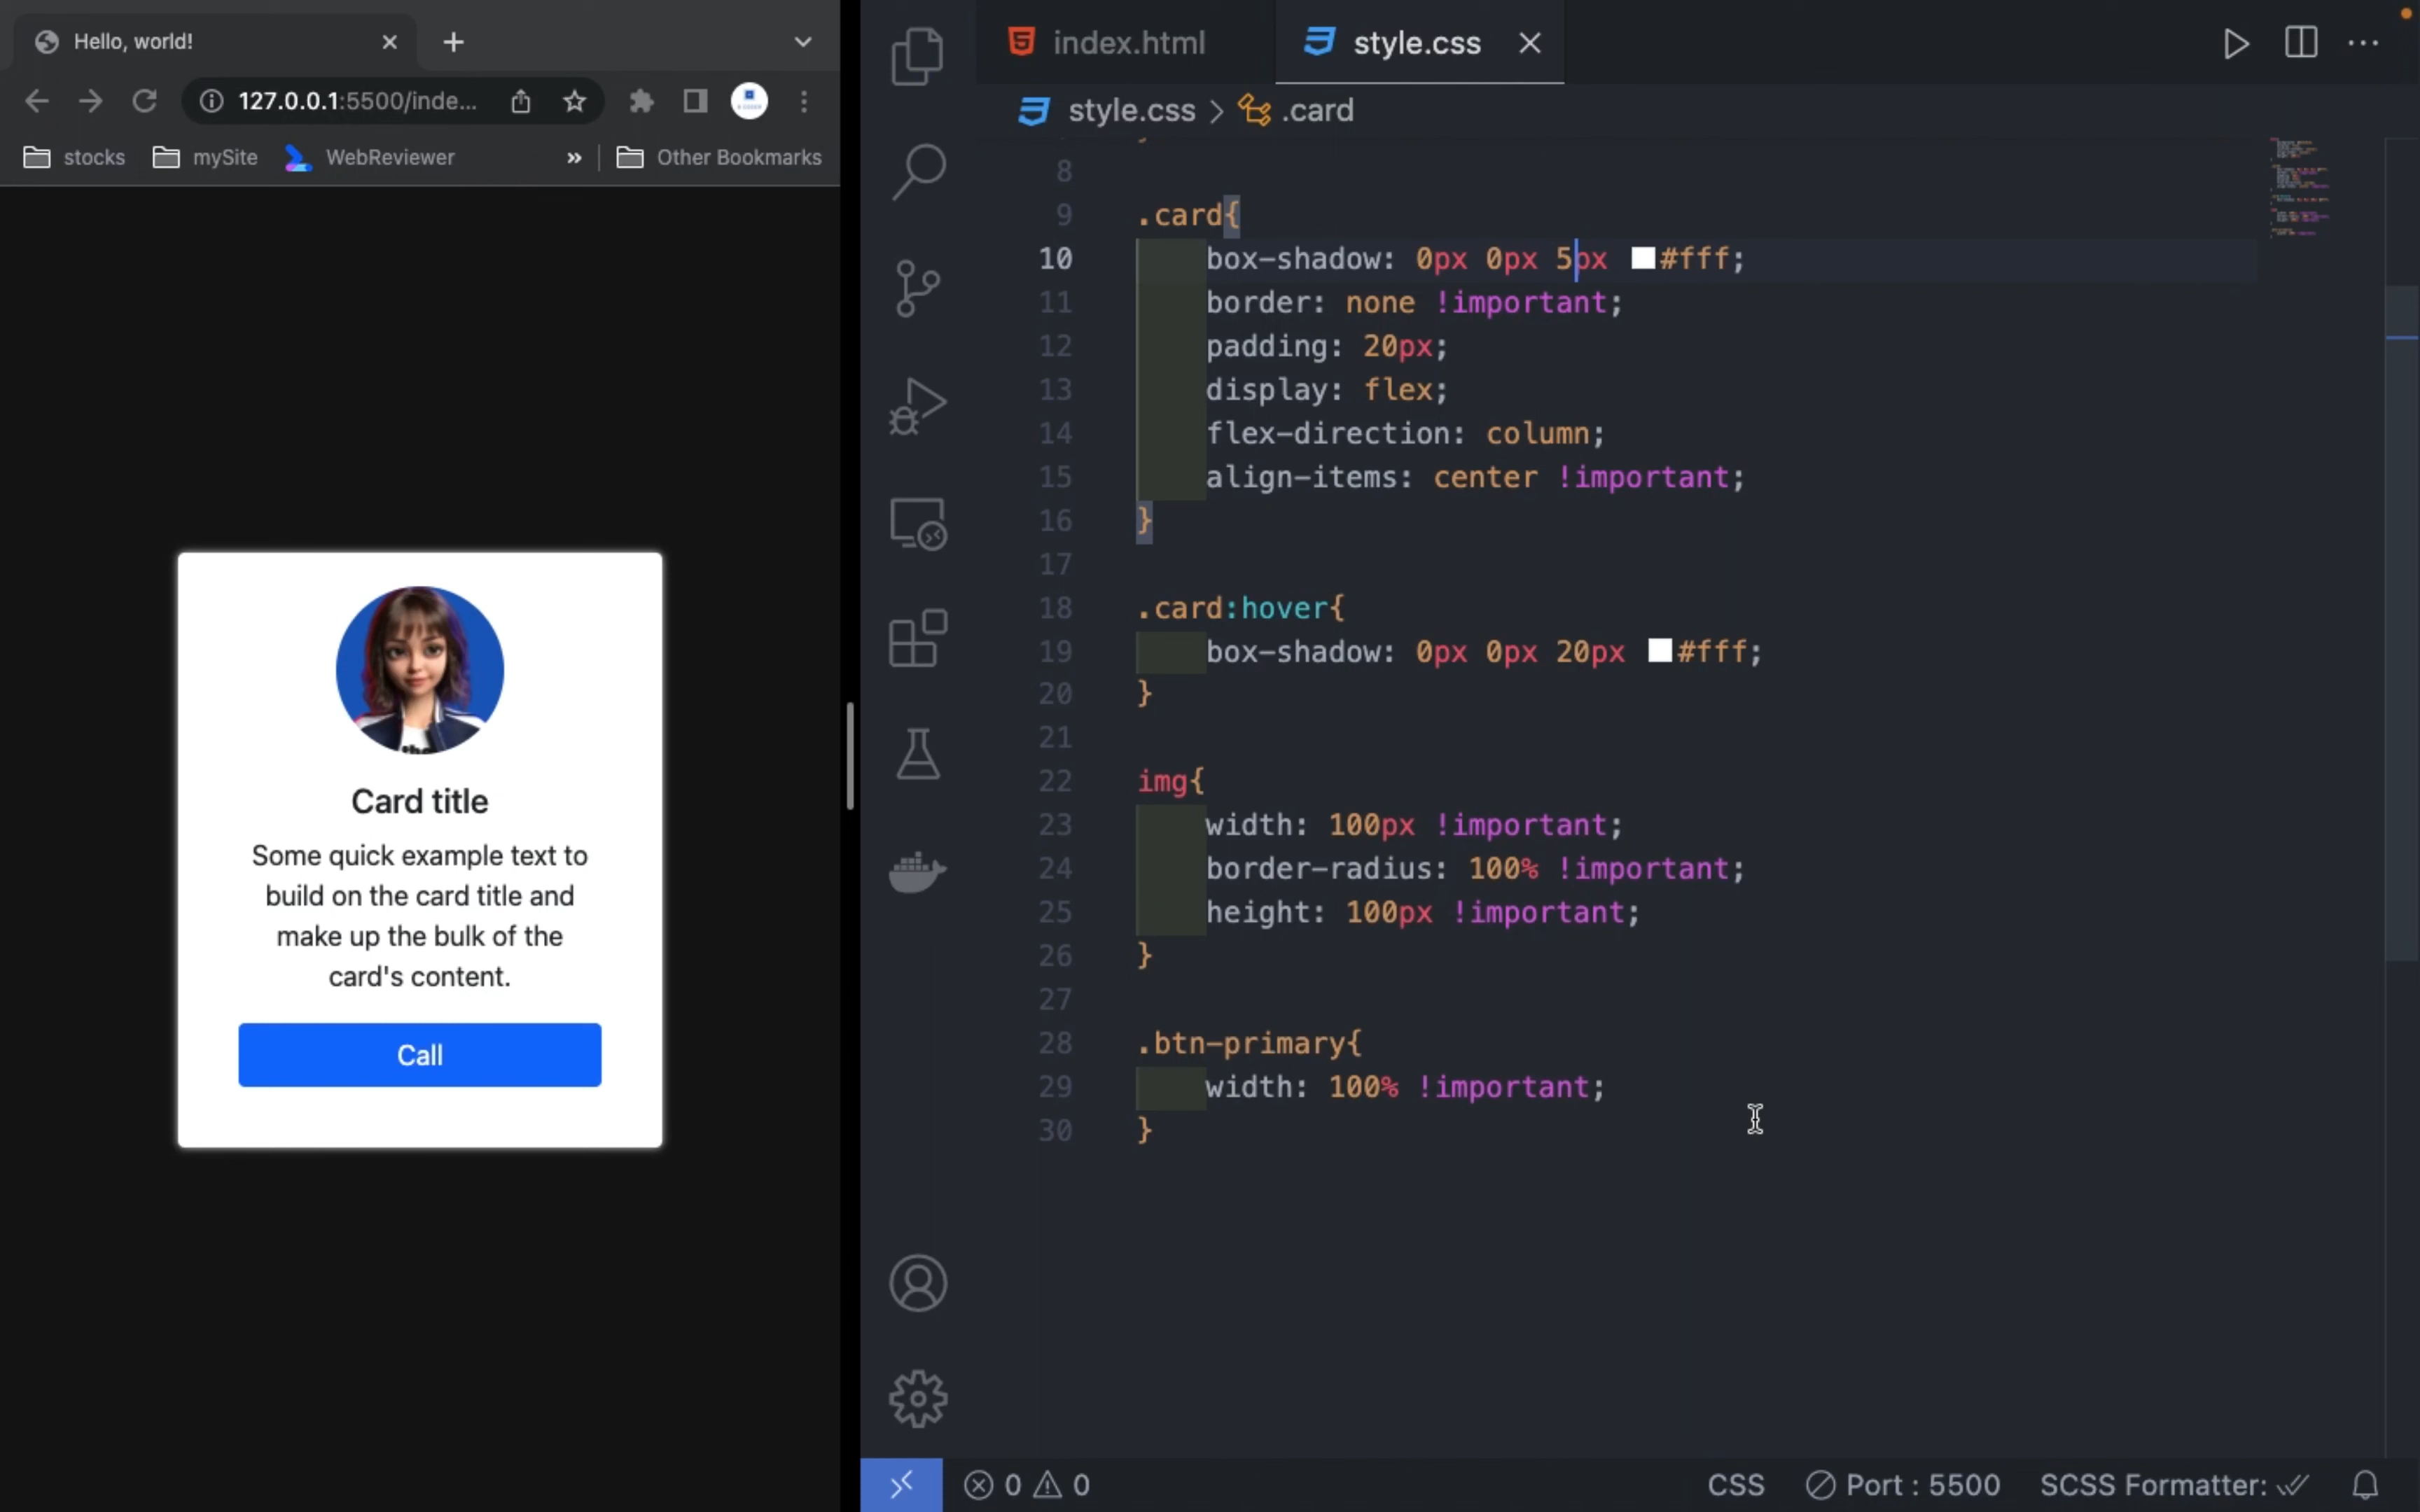 Hello, world!
127.0.0.1:5500/inde...
stocks
mySite
WebReviewer
»
Other Bookmarks
Card title
Some quick example text to
build on the card title and
make up the bulk of the
card's content.
Call
index.html
style.css
style.css > .card
8
9 .card{
10 box-shadow: 0px 0px 5px #fff;
11 border: none !important;
12 padding: 20px;
13 display: flex;
14 flex-direction: column;
15 align-items: center !important;
16 }
17
18 .card:hover{
19 box-shadow: 0px 0px 20px #fff;
20 }
21
22 img{
23 width: 100px !important;
24 border-radius: 100% !important;
25 height: 100px !important;
26 }
27
28 .btn-primary{
29 width: 100% !important;
30 }
0 0
CSS
Port : 5500
SCSS Formatter: